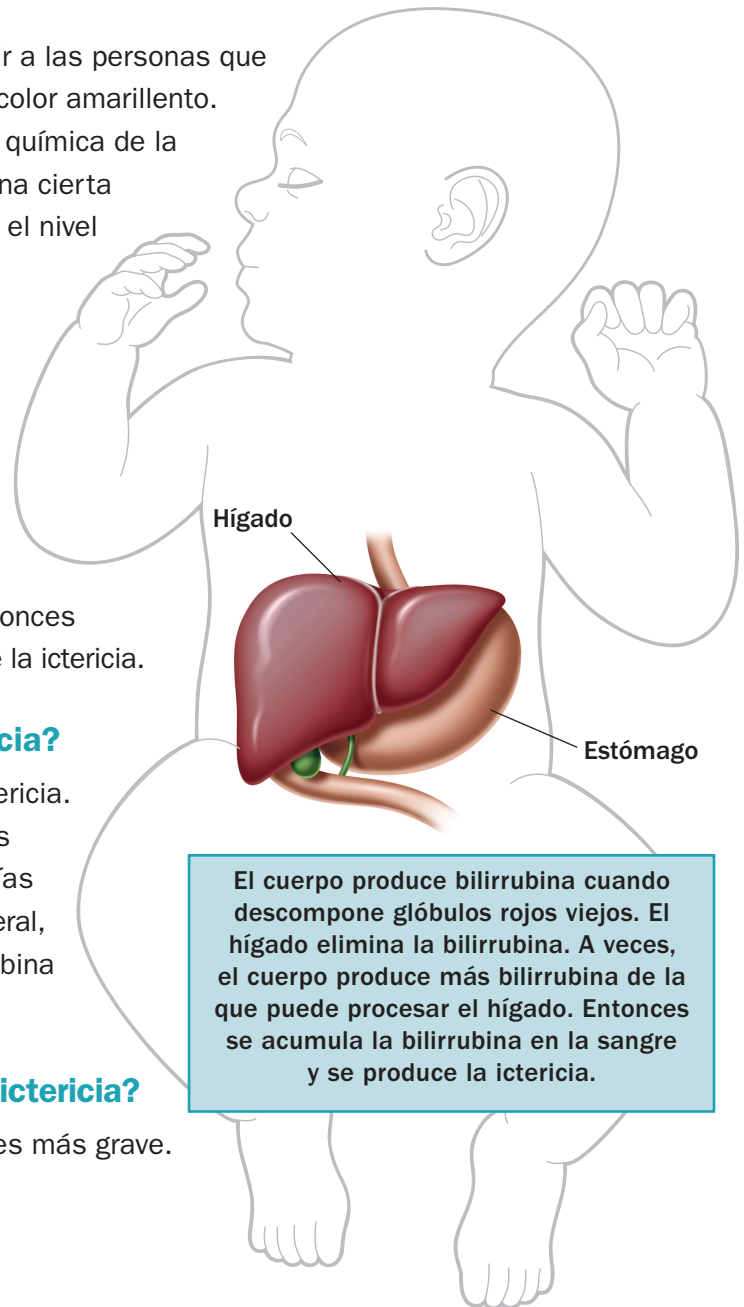 r a las personas que
color amarillento.
química de la
na cierta
el nivel
Hígado
onces
la ictericia.
cia?
Estómago
ericia.
s
ías
eral,
bina
El cuerpo produce bilirrubina cuando
descompone glóbulos rojos viejos. El
hígado elimina la bilirrubina. A veces,
el cuerpo produce más bilirrubina de la
que puede procesar el hígado. Entonces
se acumula la bilirrubina en la sangre
y se produce la ictericia.
ictericia?
es más grave.